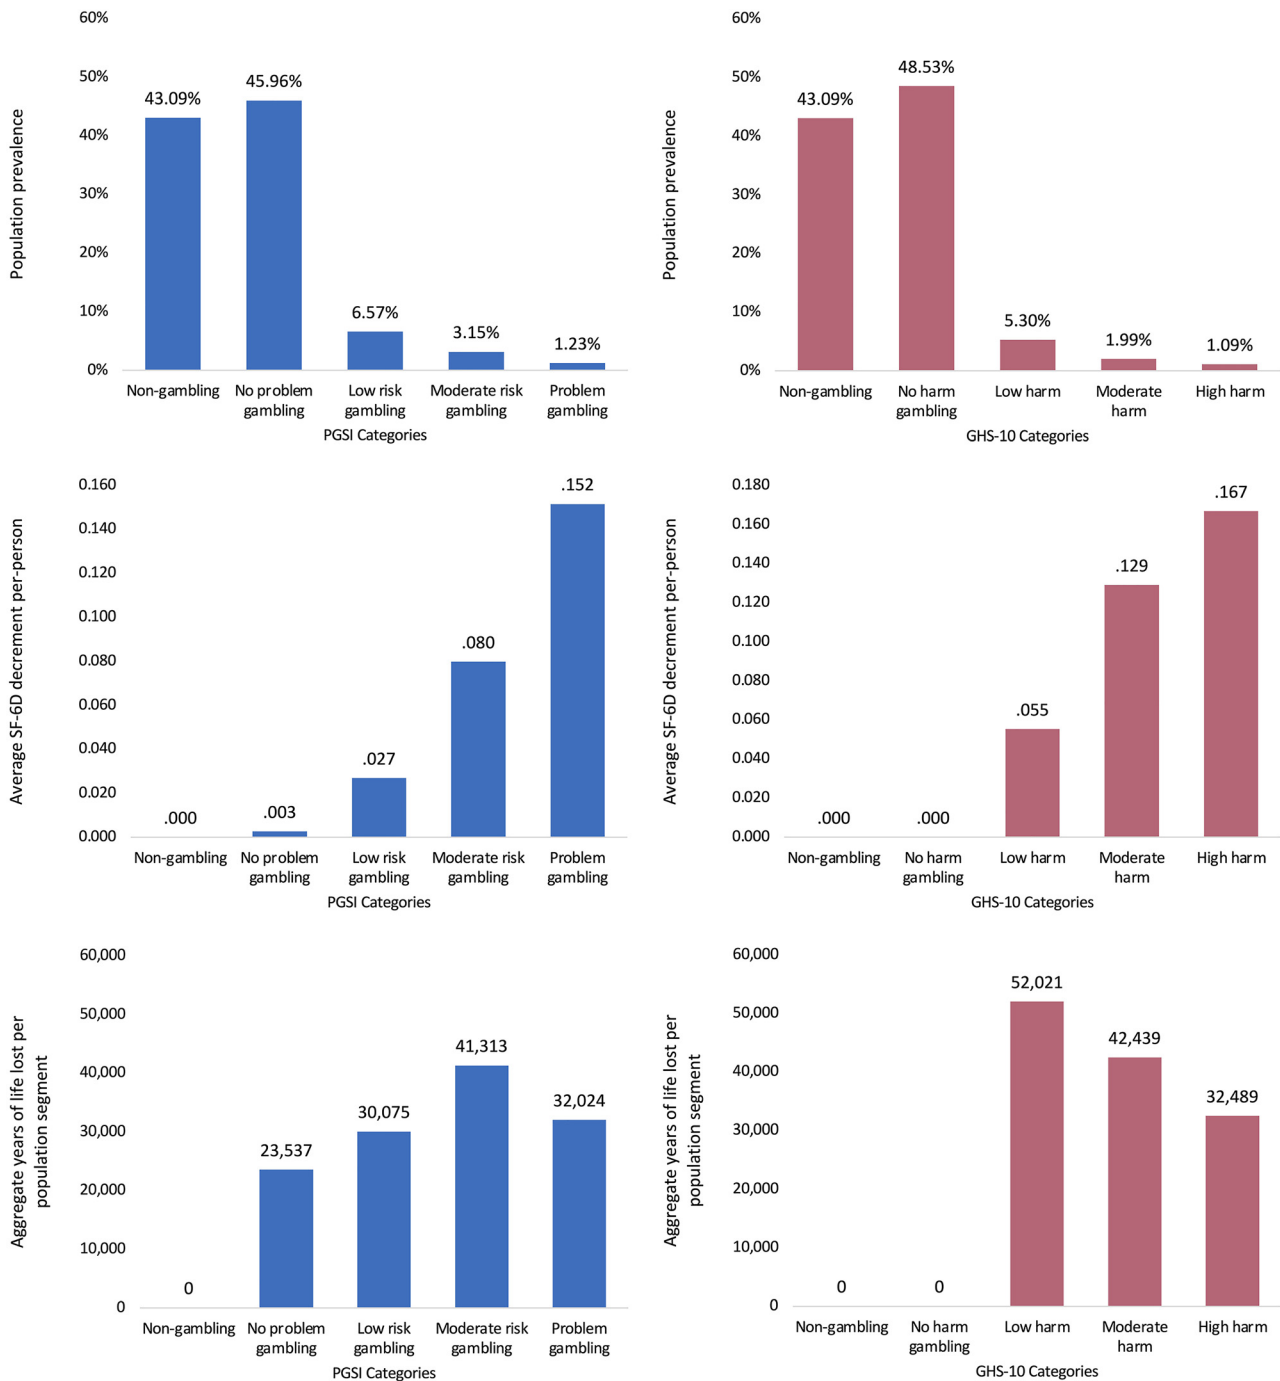 60%
50%
40%
30%
20%
10%
0%
Population prevalence
43.09%
45.96%
6.57%
3.15%
1.23%
Non-gambling
No problem
gambling
Low risk
gambling
Moderate risk
gambling
Problem
gambling
PGSI Categories
60%
50%
40%
30%
20%
10%
0%
Population prevalence
43.09%
48.53%
5.30%
1.99%
1.09%
Non-gambling
No harm
gambling
Low harm
Moderate
harm
High harm
GHS-10 Categories
0.160
0.140
0.120
0.100
0.080
0.060
0.040
0.020
0.000
Average SF-6D decrement per-person
.000
.003
.027
.080
.152
Non-gambling
No problem
gambling
Low risk
gambling
Moderate risk
gambling
Problem
gambling
PGSI Categories
0.180
0.160
0.140
0.120
0.100
0.080
0.060
0.040
0.020
0.000
Average SF-6D decrement per-person
.000
.000
.055
.129
.167
Non-gambling
No harm
gambling
Low harm
Moderate
harm
High harm
GHS-10 Categories
60,000
50,000
40,000
30,000
20,000
10,000
0
Aggregate years of life lost per
population segment
0
23,537
30,075
41,313
32,024
Non-gambling
No problem
gambling
Low risk
gambling
Moderate risk
gambling
Problem
gambling
PGSI Categories
60,000
50,000
40,000
30,000
20,000
10,000
0
Aggregate years of life lost per
population segment
0
0
52,021
42,439
32,489
Non-gambling
No harm
gambling
Low harm
Moderate
harm
High harm
GHS-10 Categories